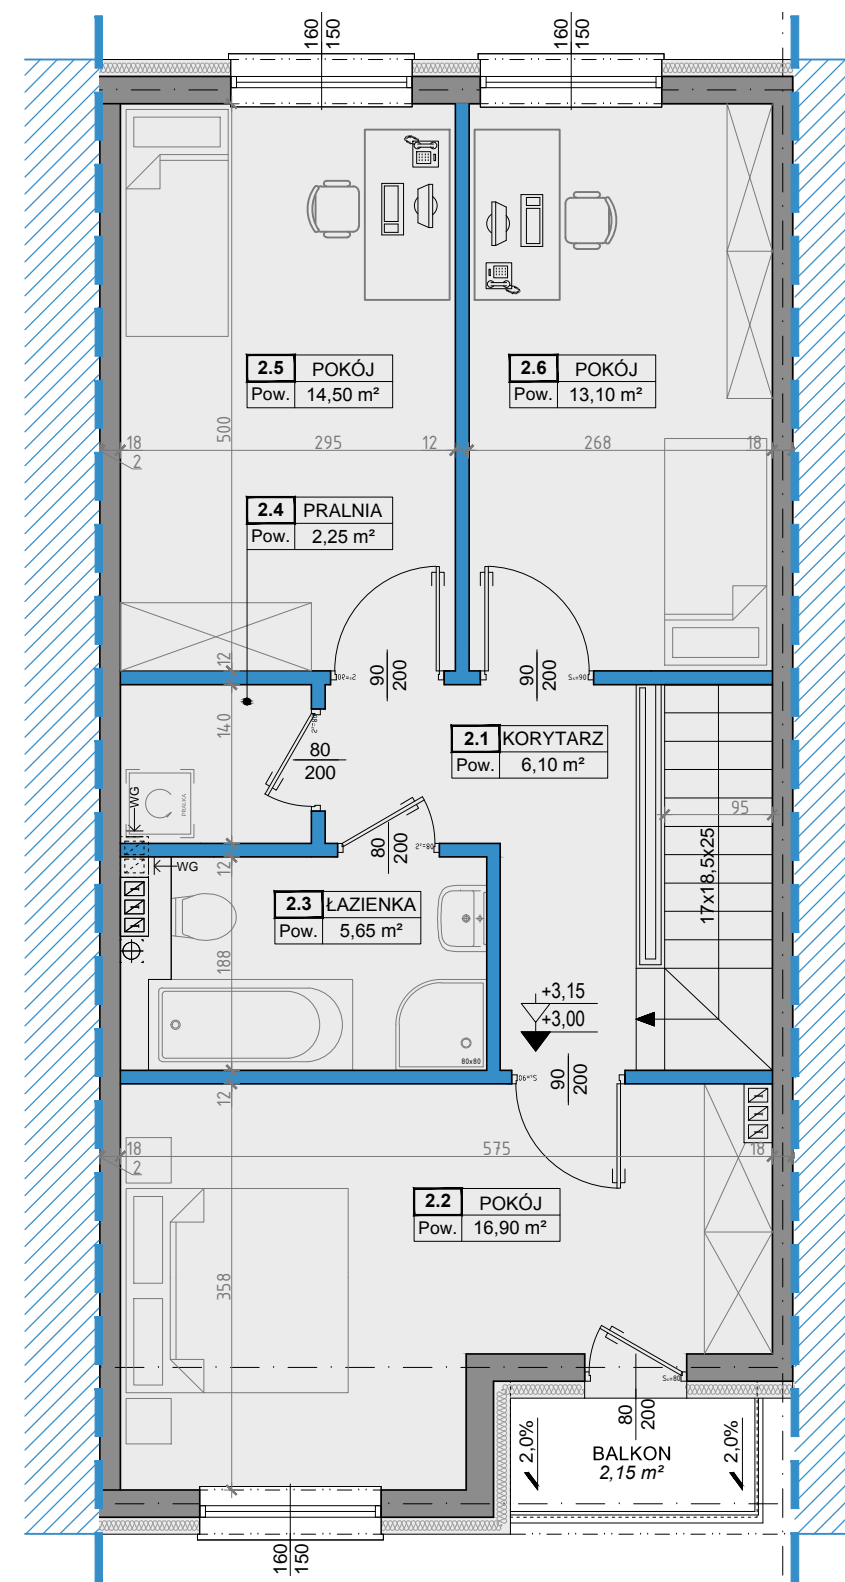 160
150
160
150
2.5 POKÓJ
Pow. 14,50 m²
2.6 POKÓJ
Pow. 13,10 m²
500
18
2
295
12
268
18
2.4 PRALNIA
Pow. 2,25 m²
12
90
200
90
200
140
80
200
2.1 KORYTARZ
Pow. 6,10 m²
PRALKA
WG
95
17x18,5x25
80
200
12
WG
2.3 ŁAZIENKA
Pow. 5,65 m²
188
+3,15
+3,00
80x80
90
200
12
18
2
575
18
2.2 POKÓJ
Pow. 16,90 m²
358
80
200
2,0%
2,0%
BALKON
2,15 m²
160
150